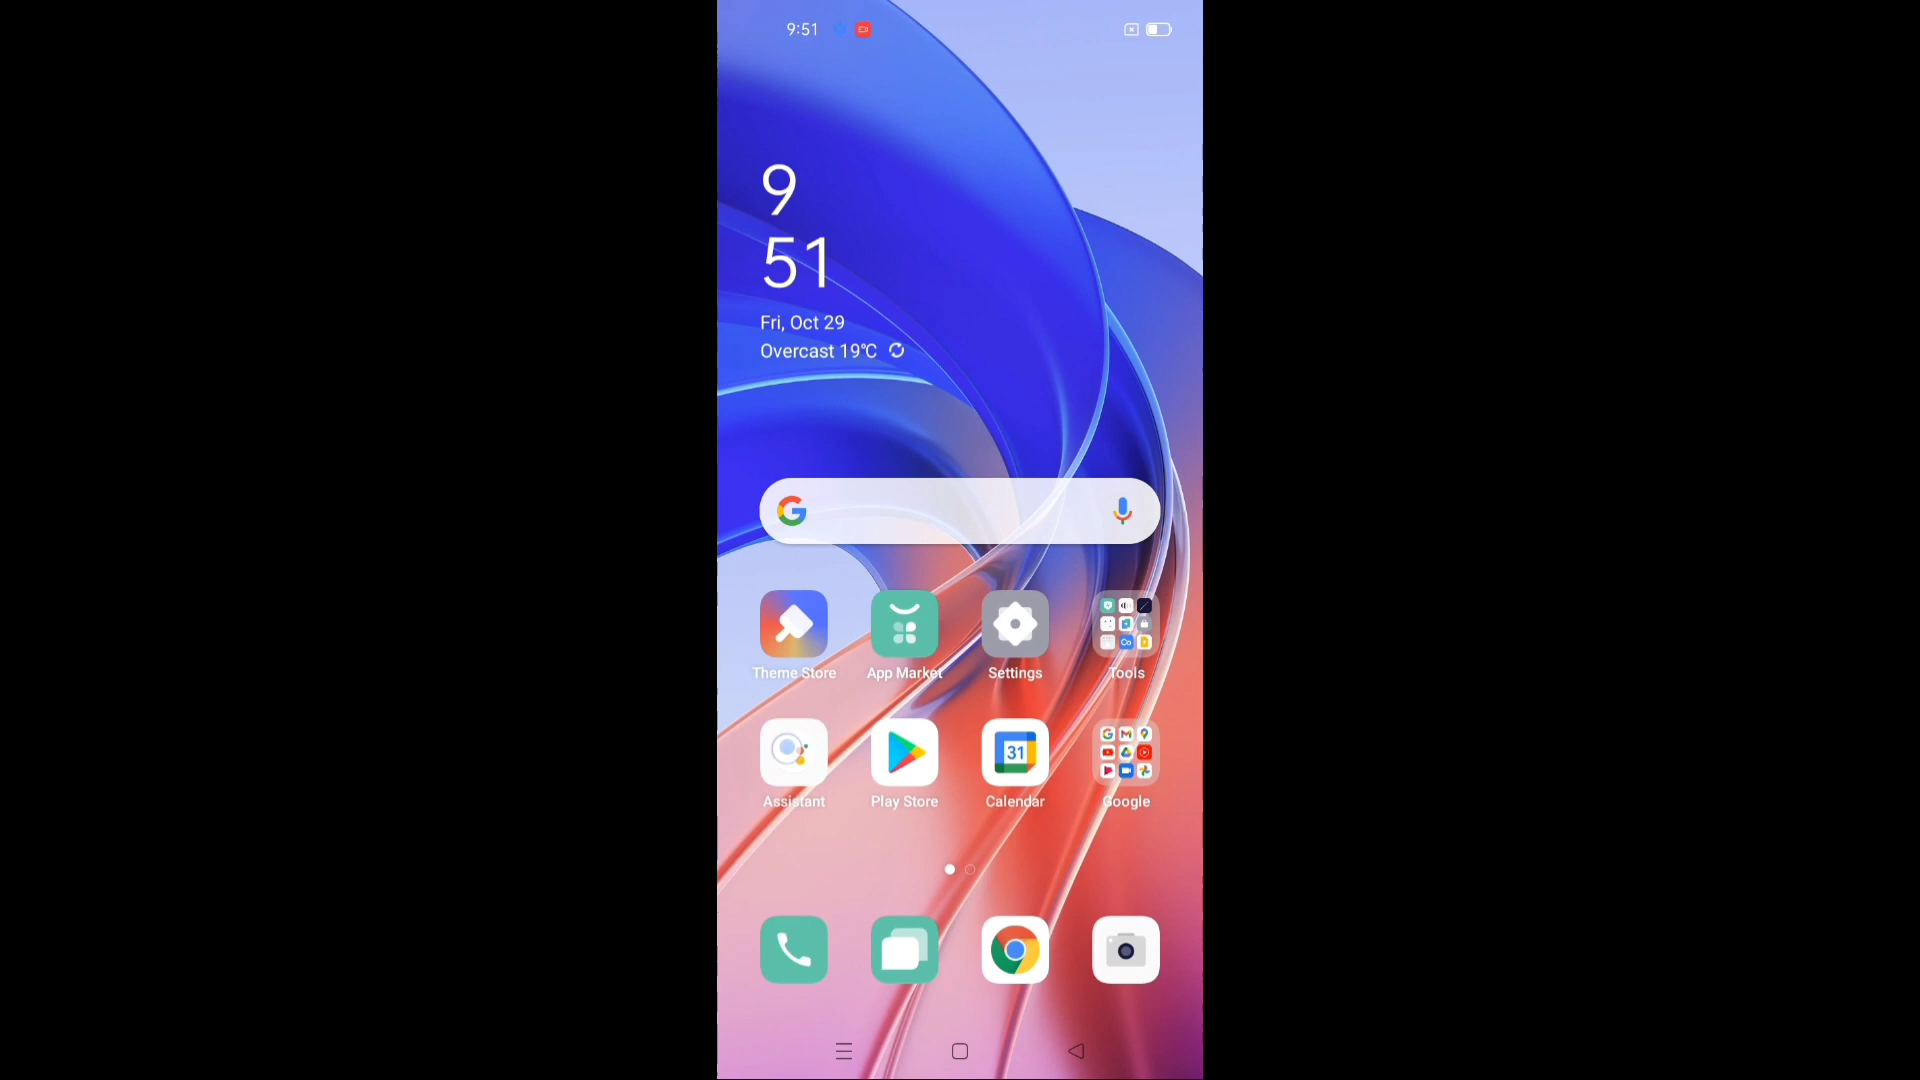 9:51
9
51
Fri, Oct 29
Overcast 19℃
Theme Store
App Market
Settings
Tools
31
Assistant
Play Store
Calendar
Google